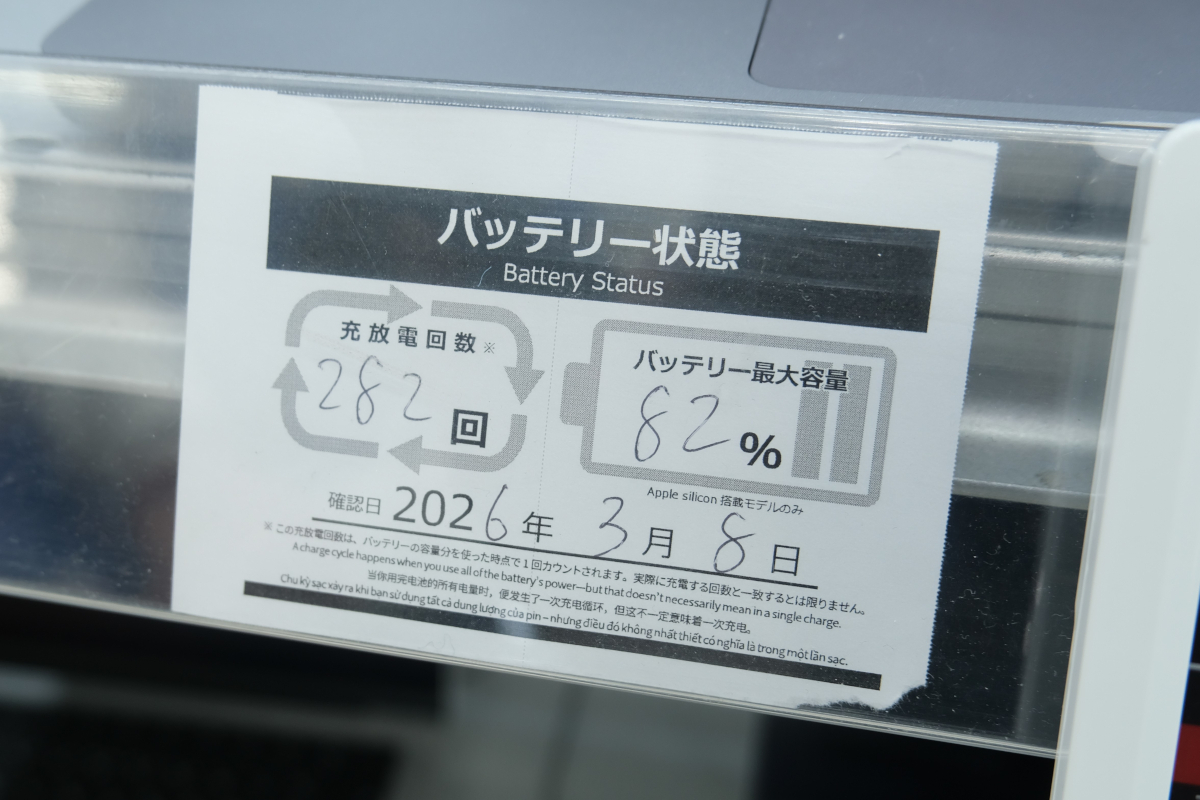 バッテリー状態
Battery Status
充放電回数※
282回
バッテリー最大容量
82%
Apple silicon 搭載モデルのみ
確認日 2026年 3月 8日
※ この充放電回数は、バッテリーの容量分を使った時点で1回カウントされます。実際に充電する回数と一致するとは限りません。
A charge cycle happens when you use all of the battery's power—but that doesn't necessarily mean in a single charge.
当你用完电池的所有电量时，便发生了一次充电循环，但这不一定意味着一次充电。
Chu kỳ sạc xảy ra khi bạn sử dụng tất cả dung lượng của pin – nhưng điều đó không nhất thiết có nghĩa là trong một lần sạc.